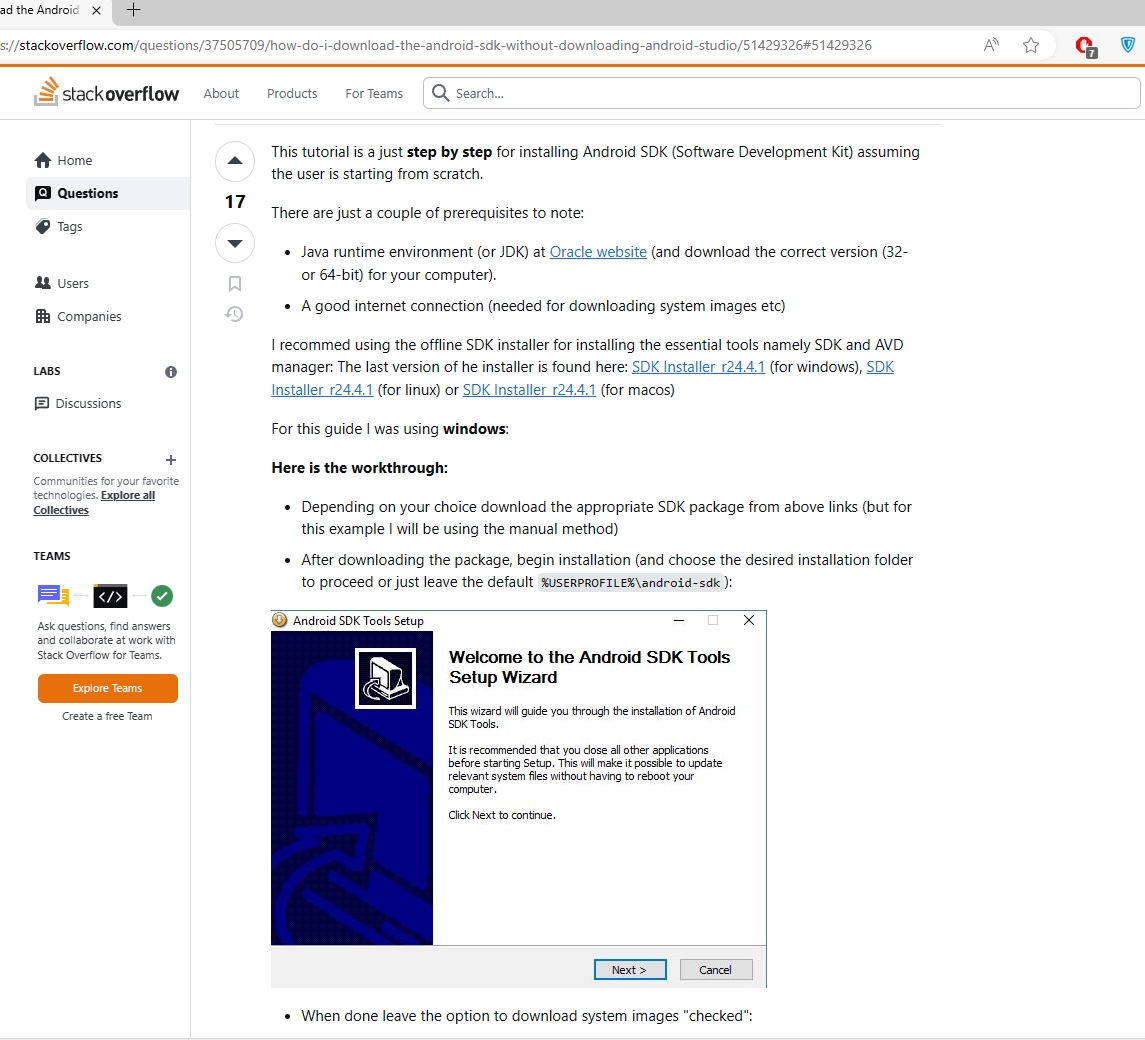 ad the Android
s://stackoverflow.com/questions/37505709/how-do-i-download-the-android-sdk-without-downloading-android-studio/51429326#51429326
A
7
stackoverflow
About
Products
For Teams
Search...
Home
Questions
Tags
Users
Companies
LABS
Discussions
COLLECTIVES
Communities for your favorite
technologies. Explore all
Collectives
TEAMS
Ask questions, find answers
and collaborate at work with
Stack Overflow for Teams.
Explore Teams
Create a free Team
17
This tutorial is a just step by step for installing Android SDK (Software Development Kit) assuming
the user is starting from scratch.
There are just a couple of prerequisites to note:
• Java runtime environment (or JDK) at Oracle website (and download the correct version (32-
or 64-bit) for your computer).
• A good internet connection (needed for downloading system images etc)
I recommed using the offline SDK installer for installing the essential tools namely SDK and AVD
manager: The last version of he installer is found here: SDK Installer r24.4.1 (for windows), SDK
Installer r24.4.1 (for linux) or SDK Installer r24.4.1 (for macos)
For this guide I was using windows:
Here is the workthrough:
• Depending on your choice download the appropriate SDK package from above links (but for
this example I will be using the manual method)
• After downloading the package, begin installation (and choose the desired installation folder
to proceed or just leave the default %USERPROFILE%\android-sdk):
Android SDK Tools Setup
Welcome to the Android SDK Tools
Setup Wizard
This wizard will guide you through the installation of Android
SDK Tools.
It is recommended that you close all other applications
before starting Setup. This will make it possible to update
relevant system files without having to reboot your
computer.
Click Next to continue.
Next >
Cancel
• When done leave the option to download system images "checked":